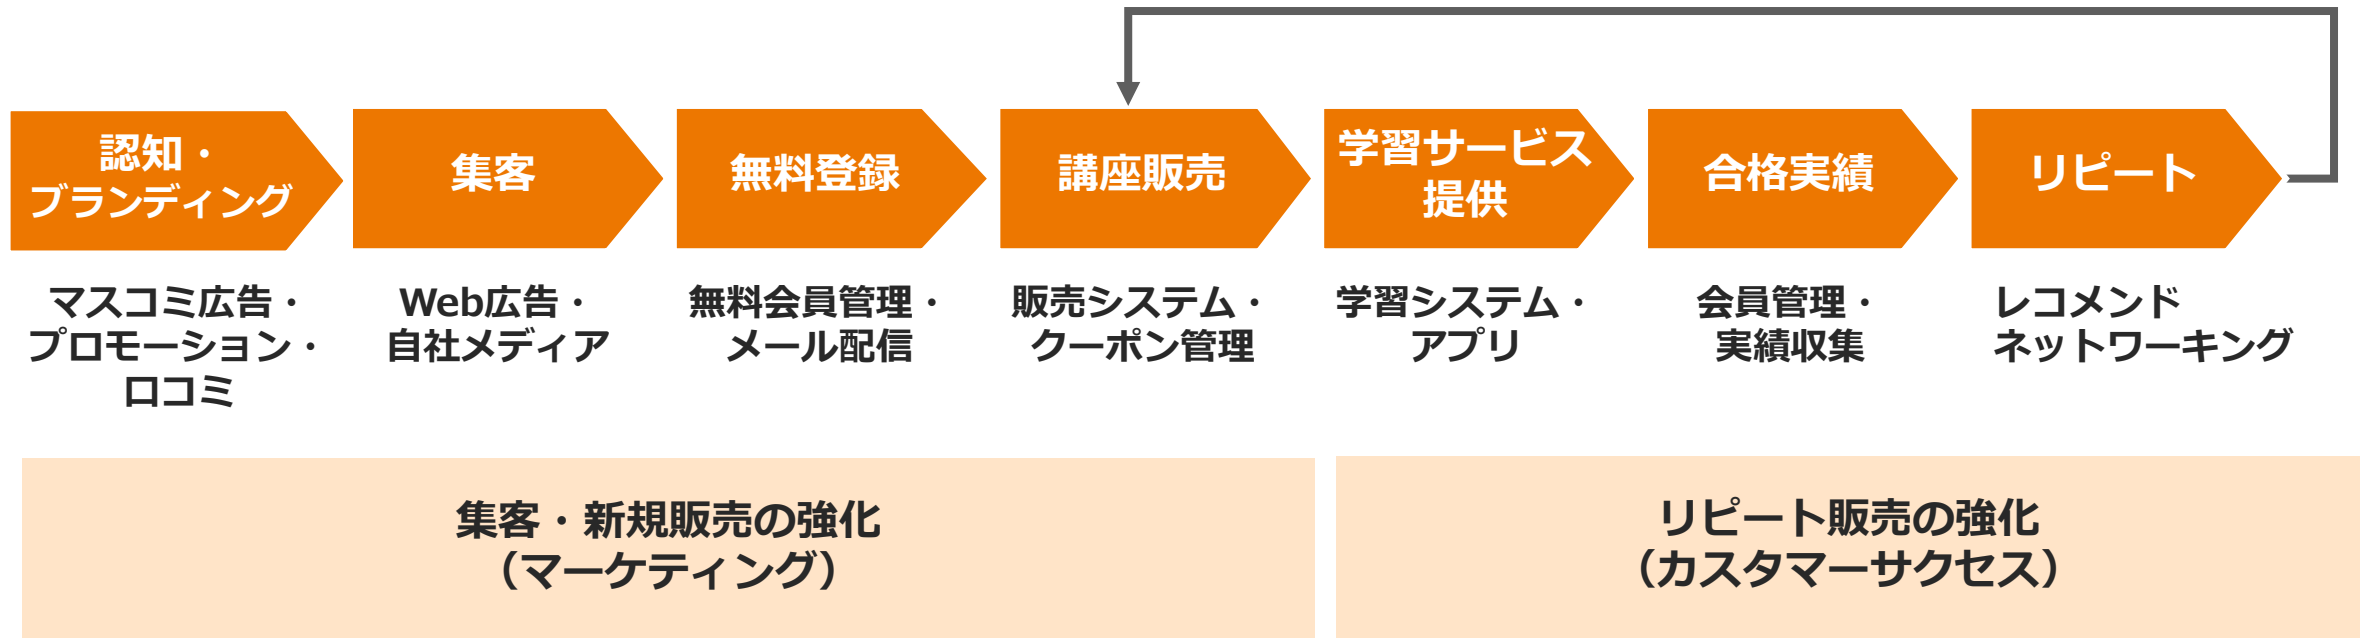 認知・
ブランディング
集客
無料登録
講座販売
学習サービス
提供
合格実績
リピート
マスコミ広告・
プロモーション・
口コミ
Web広告・
自社メディア
無料会員管理・
メール配信
販売システム・
クーポン管理
学習システム・
アプリ
会員管理・
実績収集
レコメンド
ネットワーキング
集客・新規販売の強化
（マーケティング）
リピート販売の強化
（カスタマーサクセス）